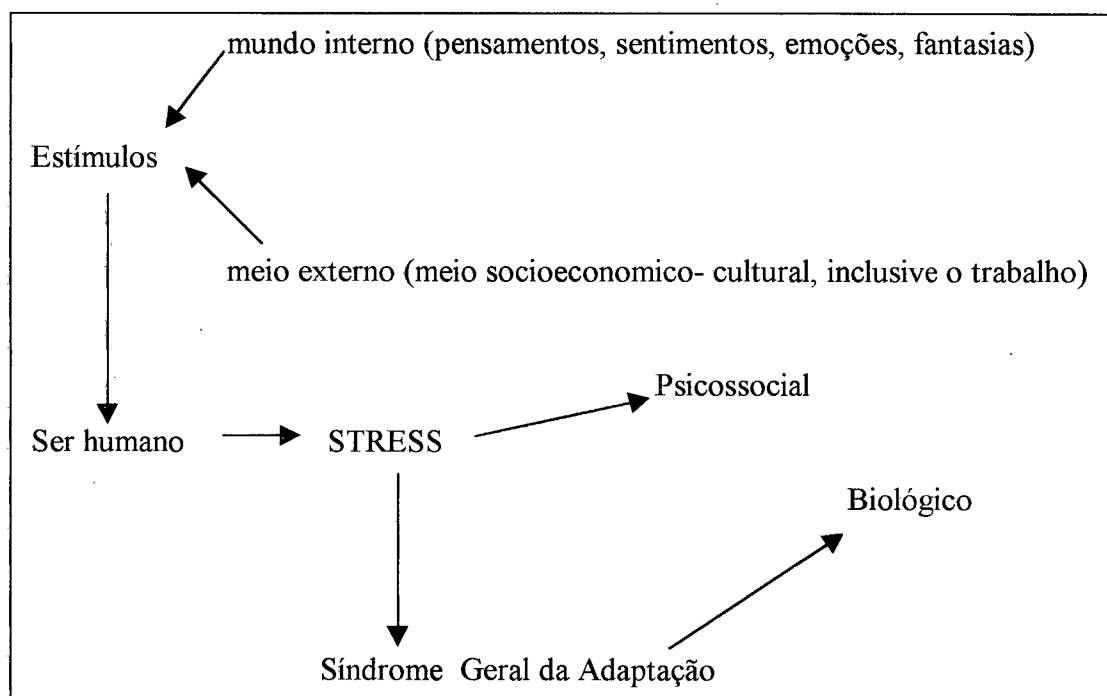 mundo interno (pensamentos, sentimentos, emoções, fantasias)
Estímulos
meio externo (meio socioeconomico- cultural, inclusive o trabalho)
Psicossocial
Ser humano
STRESS
Biológico
Síndrome Geral da Adaptação